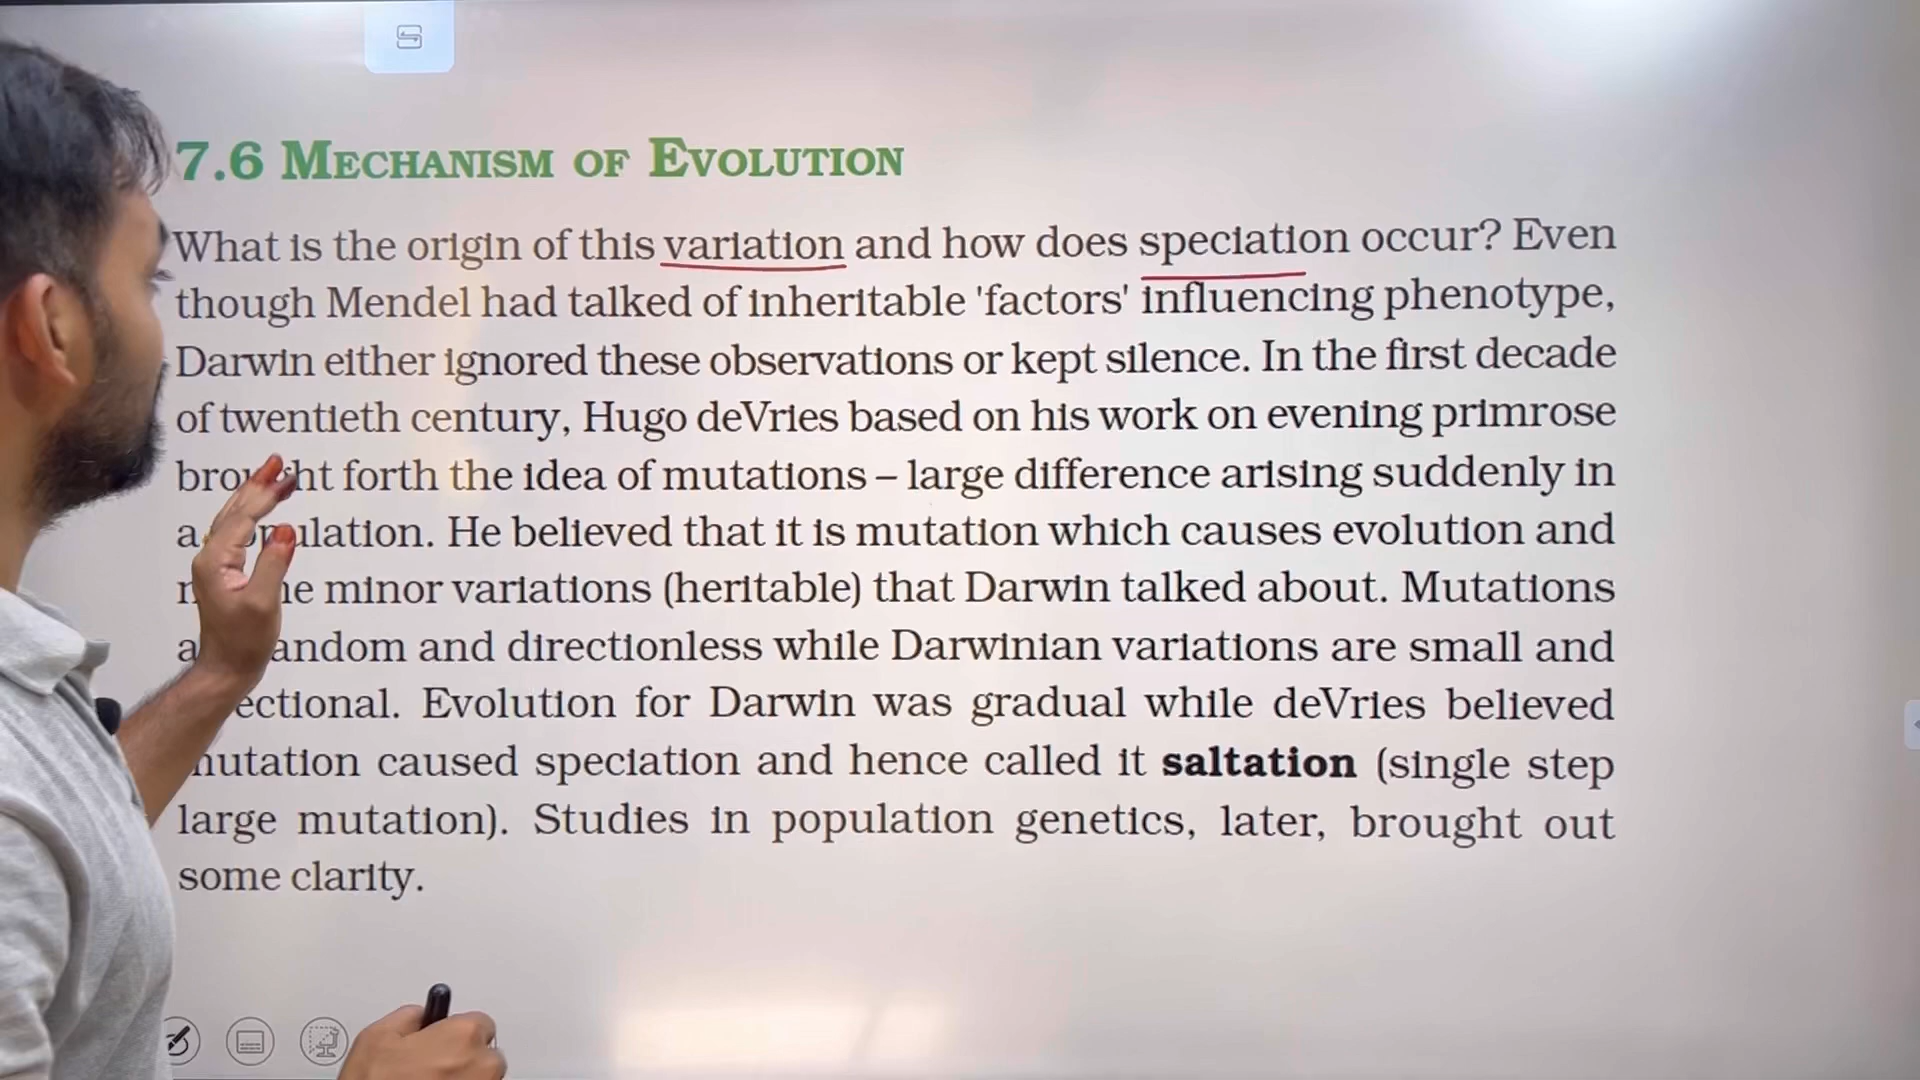 7.6 MECHANISM OF EVOLUTION
What is the origin of this variation and how does speciation occur? Even
though Mendel had talked of inheritable 'factors' influencing phenotype,
Darwin either ignored these observations or kept silence. In the first decade
of twentieth century, Hugo deVries based on his work on evening primrose
forth the idea of mutations – large difference arising suddenly in
He believed that it is mutation which causes evolution and
minor variations (heritable) that Darwin talked about. Mutations
and directionless while Darwinian variations are small and
Evolution for Darwin was gradual while deVries believed
mutation caused speciation and hence called it saltation (single step
large mutation). Studies in population genetics, later, brought out
some clarity.